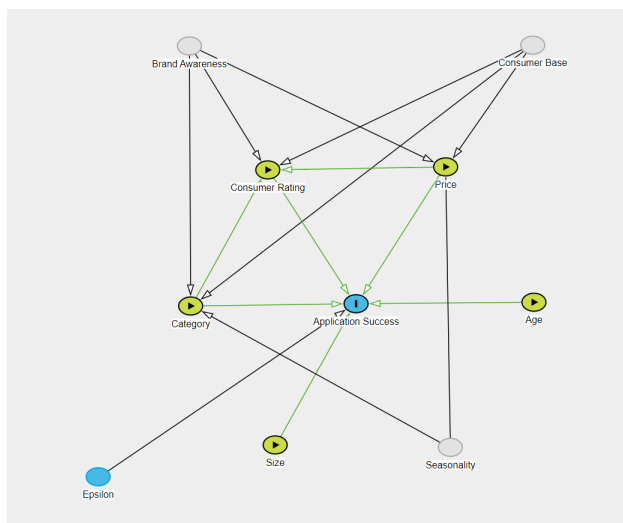 Brand Awareness
Consumer Base
Consumer Rating
Price
Category
Application Success
Age
Size
Seasonality
Epsilon